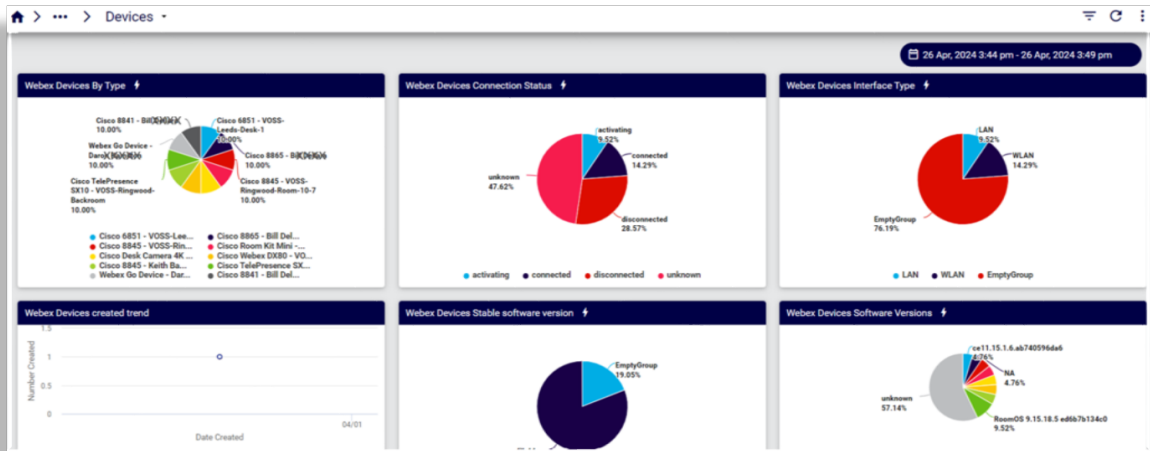 Devices
26 Apr, 2024 3:44 pm - 26 Apr, 2024 3:49 pm
Webex Devices By Type
Cisco 8841 - Bill
10.00%
Cisco 6851 - VOSS-
Leeds-Desk-1
10.00%
Webex Go Device -
10.00%
Cisco 8865 -
10.00%
Cisco TelePresence
SX10 - VOSS-Ringwood-
Backroom
10.00%
Cisco 8845 - VOSS-
Ringwood-Room-10-7
10.00%
Cisco 6851 - VOSS-Lee...
Cisco 8865 - Bill Del...
Cisco 8845 - VOSS-Rin...
Cisco Room Kit Mini -...
Cisco Desk Camera 4K ...
Cisco Webex DX80 - VO...
Cisco 8845 - Keith Ba...
Cisco TelePresence SX...
Webex Go Device - Dar...
Cisco 8841 - Bill Del...
Webex Devices Connection Status
activating
9.52%
connected
14.29%
unknown
47.62%
disconnected
28.57%
activating
connected
disconnected
unknown
Webex Devices Interface Type
LAN
9.52%
WLAN
14.29%
EmptyGroup
76.19%
LAN
WLAN
EmptyGroup
Webex Devices created trend
1.5
1
0.5
0
Number Created
04/01
Date Created
Webex Devices Stable software version
EmptyGroup
19.05%
Webex Devices Software Versions
ce11.15.1.6.ab740596da6
4.76%
NA
4.76%
unknown
57.14%
RoomOS 9.15.18.5 ed6b7b134c0
9.52%